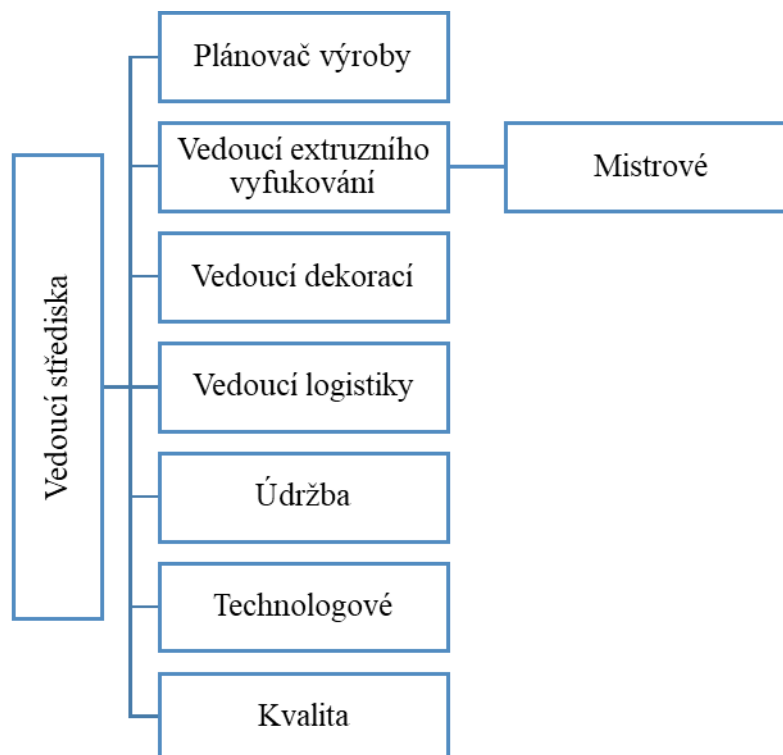 Plánovač výroby
Vedoucí extruzního
vyfukování
Mistrové
Vedoucí dekorací
Vedoucí střediska
Vedoucí logistiky
Údržba
Technologové
Kvalita